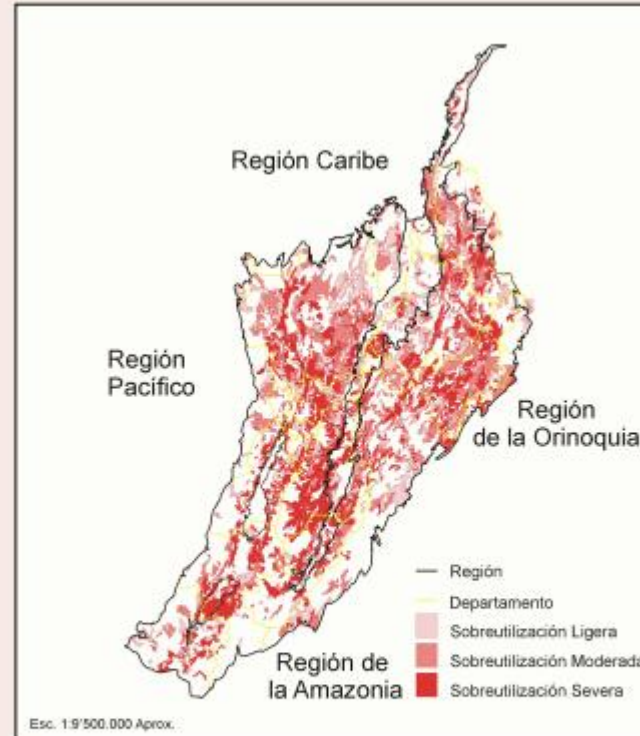 Región Caribe
Región
Pacífico
Región
de la Orinoquia
Región de
la Amazonia
Región
Departamento
Sobreutilización Ligera
Sobreutilización Moderada
Sobreutilización Severa
Esc. 1:9'500.000 Aprox.